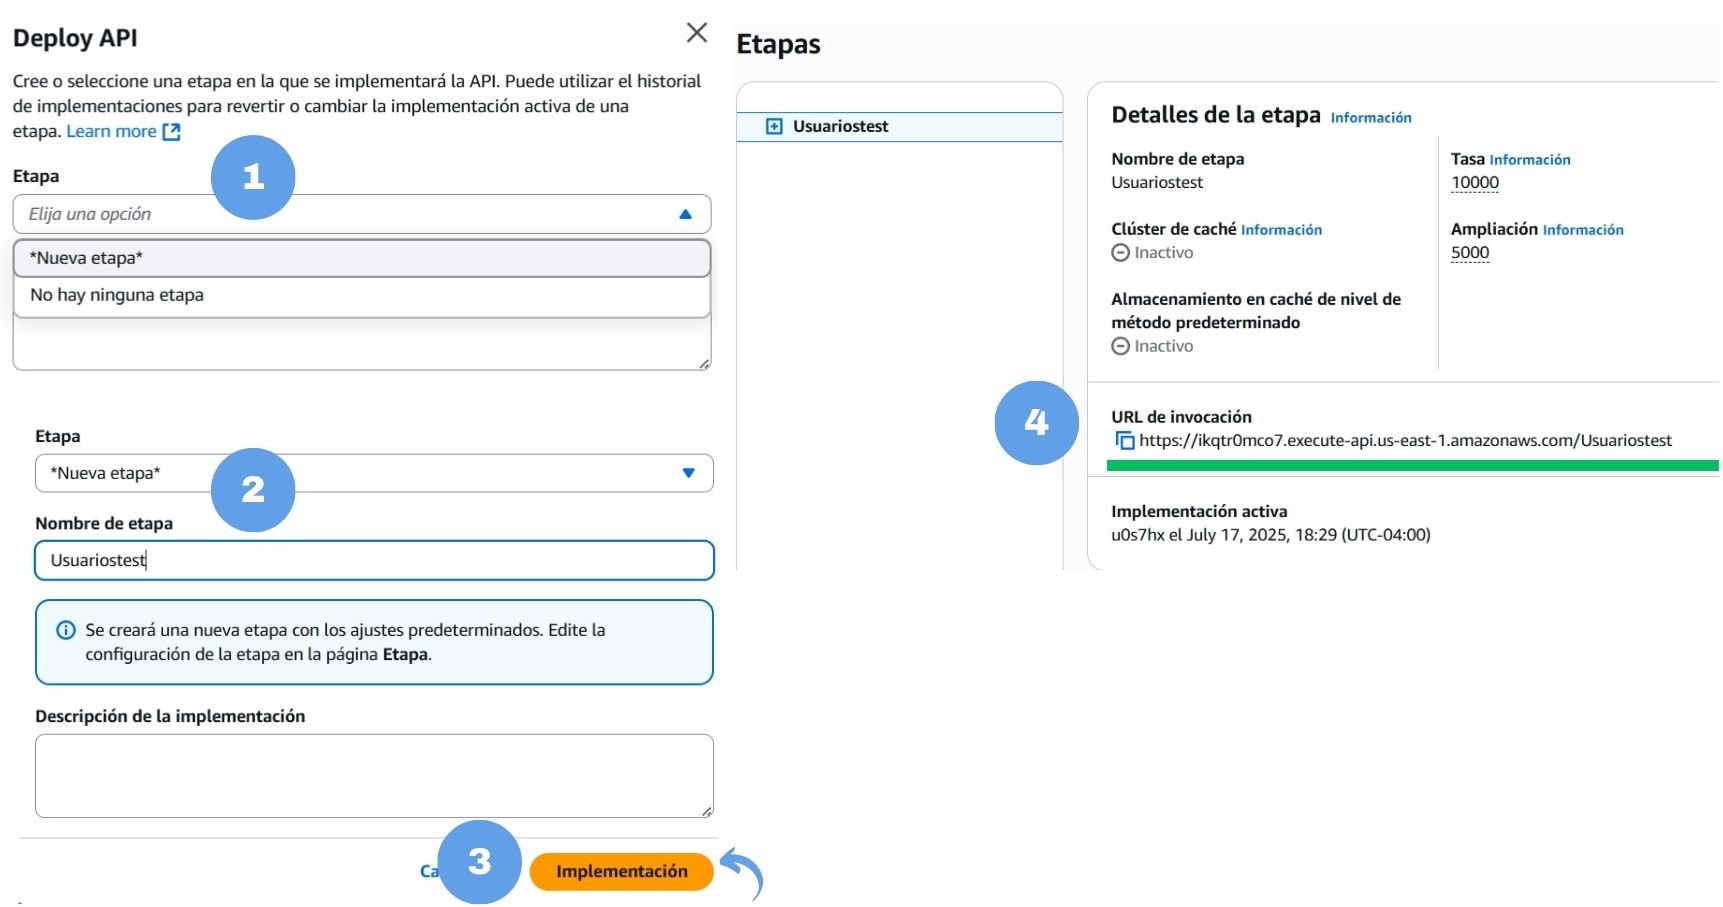 Deploy API
Cree o seleccione una etapa en la que se implementará la API. Puede utilizar el historial
de implementaciones para revertir o cambiar la implementación activa de una
etapa. Learn more
1
Etapa
Elija una opción
*Nueva etapa*
No hay ninguna etapa
Etapa
*Nueva etapa*
2
Nombre de etapa
Usuariostest
Se creará una nueva etapa con los ajustes predeterminados. Edite la
configuración de la etapa en la página Etapa.
Descripción de la implementación
3
Implementación
Etapas
Usuariostest
Detalles de la etapa Información
Nombre de etapa
Usuariostest
Clúster de caché Información
Inactivo
Almacenamiento en caché de nivel de
método predeterminado
Inactivo
Tasa Información
10000
Ampliación Información
5000
4
URL de invocación
https://ikqtr0mco7.execute-api.us-east-1.amazonaws.com/Usuariostest
Implementación activa
u0s7hx el July 17, 2025, 18:29 (UTC-04:00)